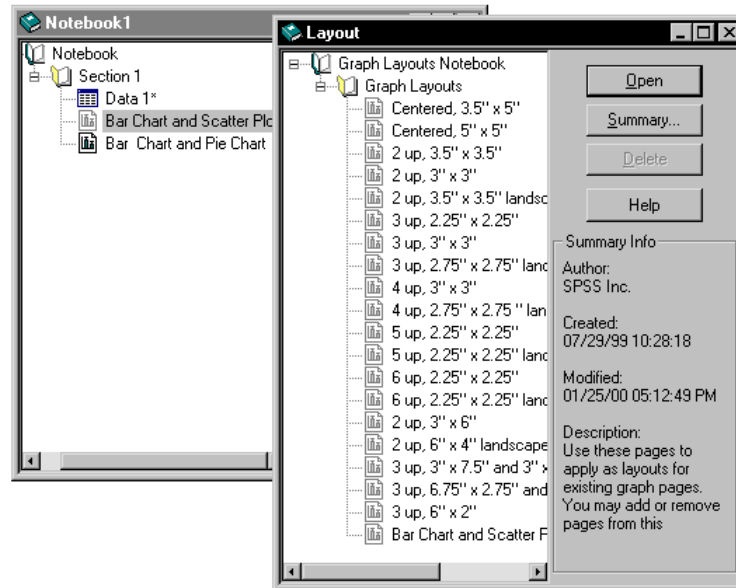 Notebook1
Notebook
Section 1
Data 1*
Bar Chart and Scatter Plo
Bar Chart and Pie Chart
Layout
Graph Layouts Notebook
Graph Layouts
Centered, 3.5" x 5"
Centered, 5" x 5"
2 up, 3.5" x 3.5"
2 up, 3" x 3"
2 up, 3.5" x 3.5" landsc
3 up, 2.25" x 2.25"
3 up, 3" x 3"
3 up, 2.75" x 2.75" lanc
4 up, 3" x 3"
4 up, 2.75" x 2.75 " lan
5 up, 2.25" x 2.25"
5 up, 2.25" x 2.25" lanc
6 up, 2.25" x 2.25"
6 up, 2.25" x 2.25" lanc
2 up, 3" x 6"
2 up, 6" x 4" landscape
3 up, 3" x 7.5" and 3" x
3 up, 6.75" x 2.75" and
3 up, 6" x 2"
Bar Chart and Scatter F
Open
Summary...
Delete
Help
Summary Info
Author:
SPSS Inc.
Created:
07/29/99 10:28:18
Modified:
01/25/00 05:12:49 PM
Description:
Use these pages to
apply as layouts for
existing graph pages.
You may add or remove
pages from this